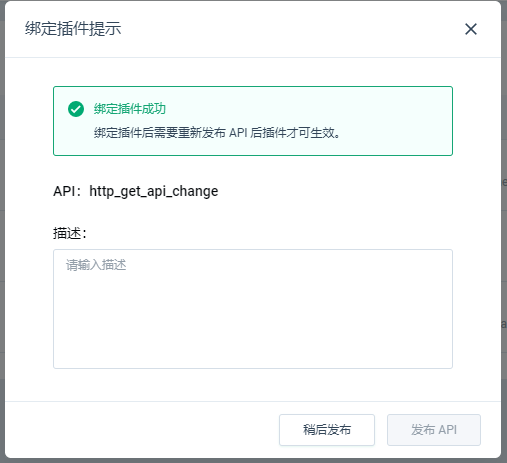 绑定插件提示
绑定插件成功
绑定插件后需要重新发布 API 后插件才可生效。
API：http_get_api_change
描述：
请输入描述
稍后发布
发布 API